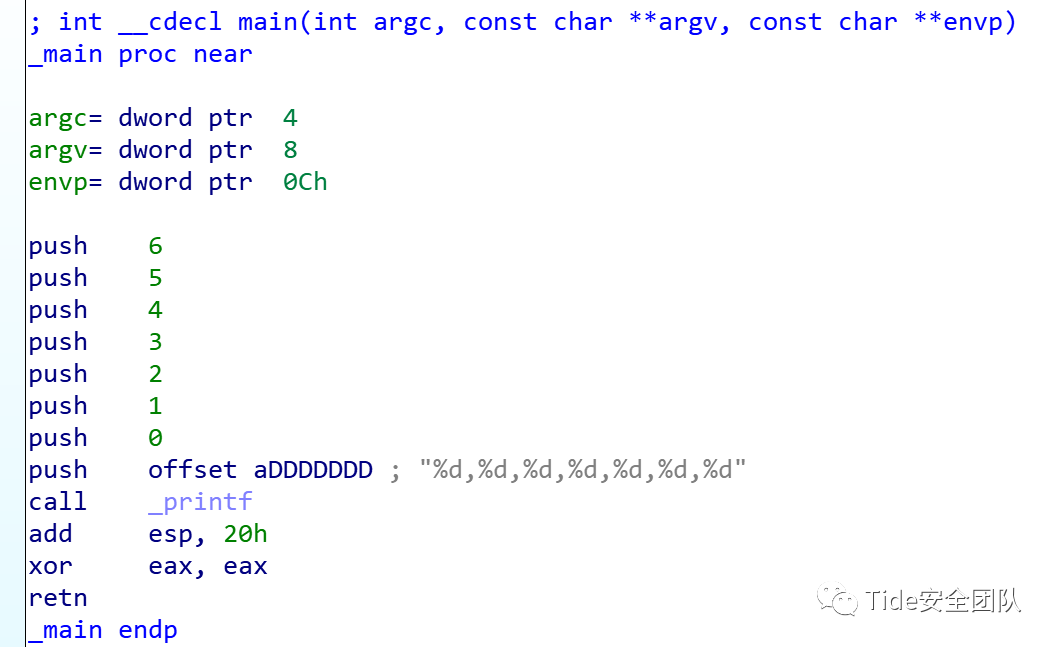 ; int __cdecl main(int argc, const char **argv, const char **envp)
_main proc near
argc= dword ptr  4
argv= dword ptr  8
envp= dword ptr  0Ch
push    6
push    5
push    4
push    3
push    2
push    1
push    0
push    offset aDDDDDDD ; "%d,%d,%d,%d,%d,%d,%d"
call    _printf
add     esp, 20h
xor     eax, eax
retn
_main endp
Tide安全团队